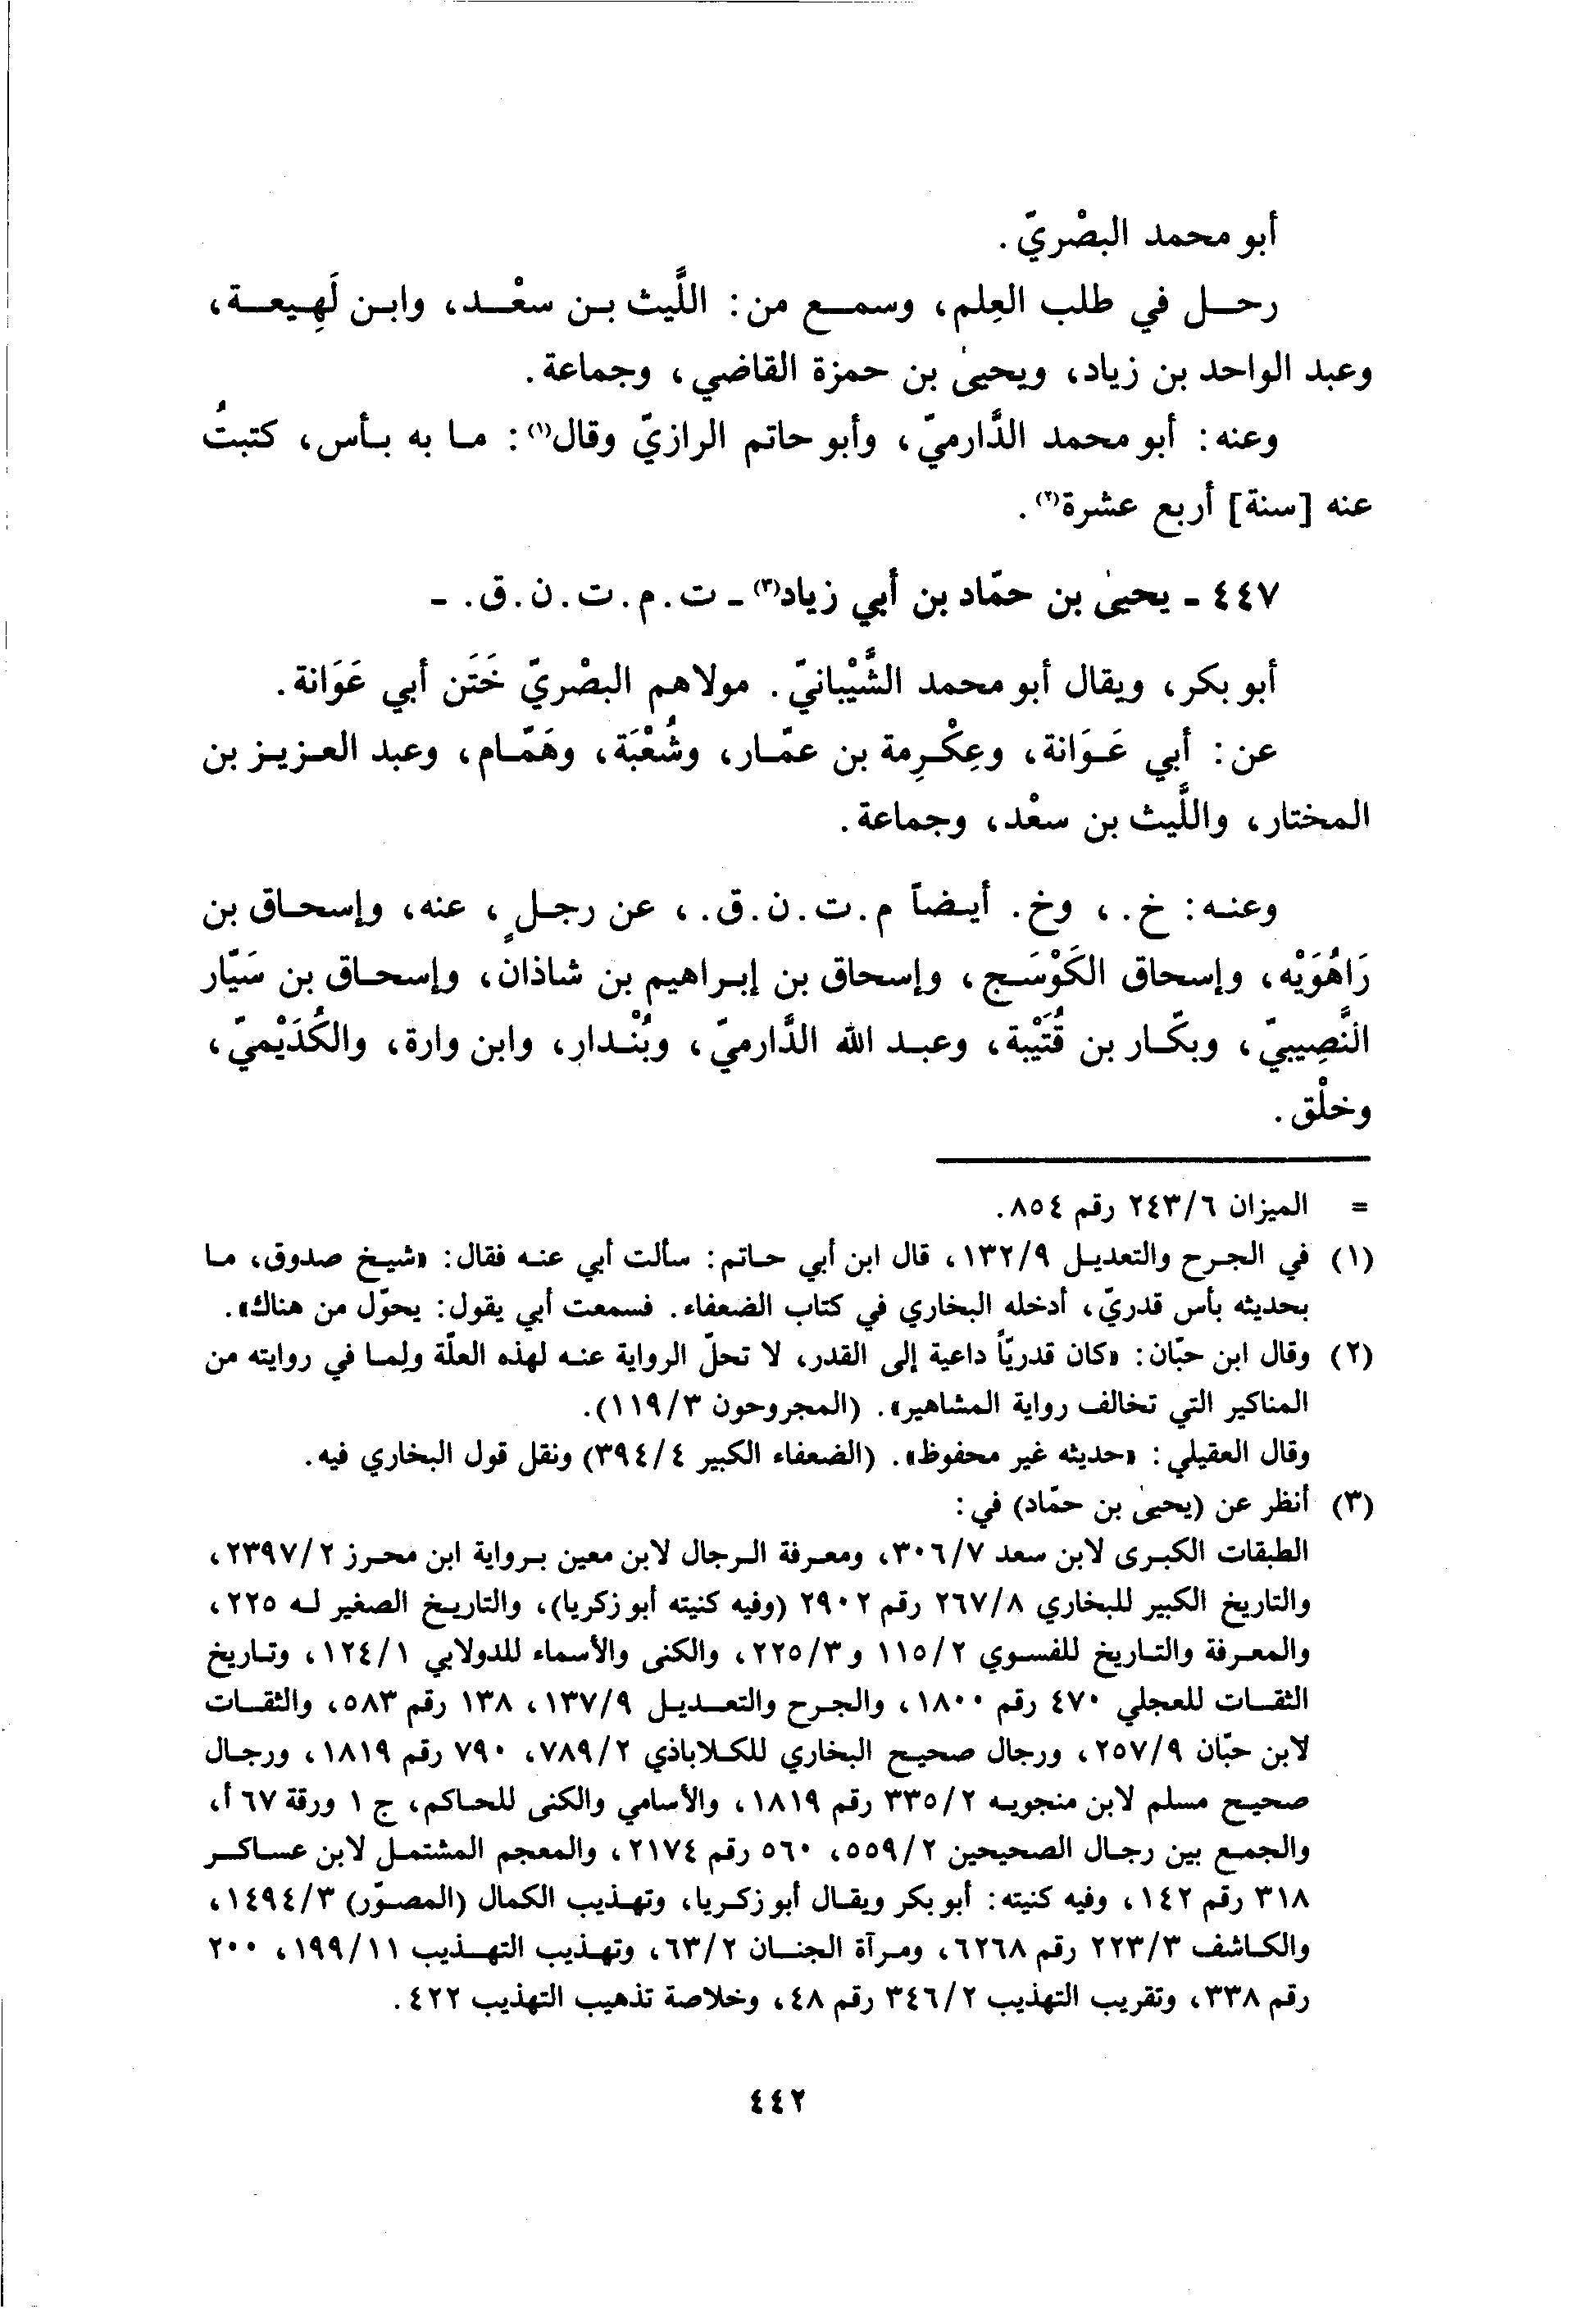 أبو محمد البصْريّ.
رحل في طلب العِلم، وسمع من: اللَّيث بن سعْد، وابن لَهِيعة،
وعبد الواحد بن زياد، ويحيىٰ بن حمزة القاضي، وجماعة.
وعنه: أبو محمد الدَّارميّ، وأبو حاتم الرازيّ وقال(١): ما به بأس، كتبتُ
عنه [سنة] أربع عشرة(٢).
٤٤٧ - يحيىٰ بن حمّاد بن أبي زياد(٣) - ت.م.ت.ن.ق. -
أبو بكر، ويقال أبو محمد الشَّيْبانيّ. مولاهم البصْريّ خَتَن أبي عَوَانة.
عن: أبي عَوَانة، وعِكْرِمة بن عمّار، وشُعْبَة، وهَمّام، وعبد العزيز بن
المختار، واللَّيث بن سعْد، وجماعة.
وعنه: خ.، وخ. أيضاً م.ت.ن.ق.، عن رجلٍ، عنه، وإسحاق بن
رَاهُوَيْه، وإسحاق الكَوْسَج، وإسحاق بن إبراهيم بن شاذان، وإسحاق بن سَيّار
النَّصِيبيّ، وبكّار بن قُتَيْبة، وعبد الله الدَّارميّ، وبُنْدار، وابن وارة، والكُدَيْميّ،
وخلْق.
= الميزان ٢٤٣/٦ رقم ٨٥٤.
(١) في الجرح والتعديل ١٣٢/٩، قال ابن أبي حاتم: سألت أبي عنه فقال: «شيخ صدوق، ما
بحديثه بأس قدريّ، أدخله البخاري في كتاب الضعفاء. فسمعت أبي يقول: يحوّل من هناك».
(٢) وقال ابن حبّان: «كان قدريّاً داعية إلى القدر، لا تحلّ الرواية عنه لهذه العلّة ولِما في روايته من
المناكير التي تخالف رواية المشاهير». (المجروحون ١١٩/٣).
وقال العقيلي: «حديثه غير محفوظ». (الضعفاء الكبير ٣٩٤/٤) ونقل قول البخاري فيه.
(٣) أنظر عن (يحيىٰ بن حمّاد) في:
الطبقات الكبرى لابن سعد ٣٠٦/٧، ومعرفة الرجال لابن معين برواية ابن محرز ٢٣٩٧/٢،
والتاريخ الكبير للبخاري ٢٦٧/٨ رقم ٢٩٠٢ (وفيه كنيته أبو زكريا)، والتاريخ الصغير له ٢٢٥،
والمعرفة والتاريخ للفسوي ١١٥/٢ و٢٢٥/٣، والكنى والأسماء للدولابي ١٢٤/١، وتاريخ
الثقات للعجلي ٤٧٠ رقم ١٨٠٠، والجرح والتعديل ١٣٧/٩، ١٣٨ رقم ٥٨٣، والثقات
لابن حبّان ٢٥٧/٩، ورجال صحيح البخاري للكلاباذي ٧٨٩/٢، ٧٩٠ رقم ١٨١٩، ورجال
صحيح مسلم لابن منجويه ٣٣٥/٢ رقم ١٨١٩، والأسامي والكنى للحاكم، ج ١ ورقة ٦٧ أ،
والجمع بين رجال الصحيحين ٥٥٩/٢، ٥٦٠ رقم ٢١٧٤، والمعجم المشتمل لابن عساكر
٣١٨ رقم ١٤٢، وفيه كنيته: أبو بكر ويقال أبو زكريا، وتهذيب الكمال (المصوّر) ١٤٩٤/٣،
والكاشف ٢٢٣/٣ رقم ٦٢٦٨، ومرآة الجنان ٦٣/٢، وتهذيب التهذيب ١٩٩/١١، ٢٠٠
رقم ٣٣٨، وتقريب التهذيب ٣٤٦/٢ رقم ٤٨، وخلاصة تذهيب التهذيب ٤٢٢.
٤٤٢